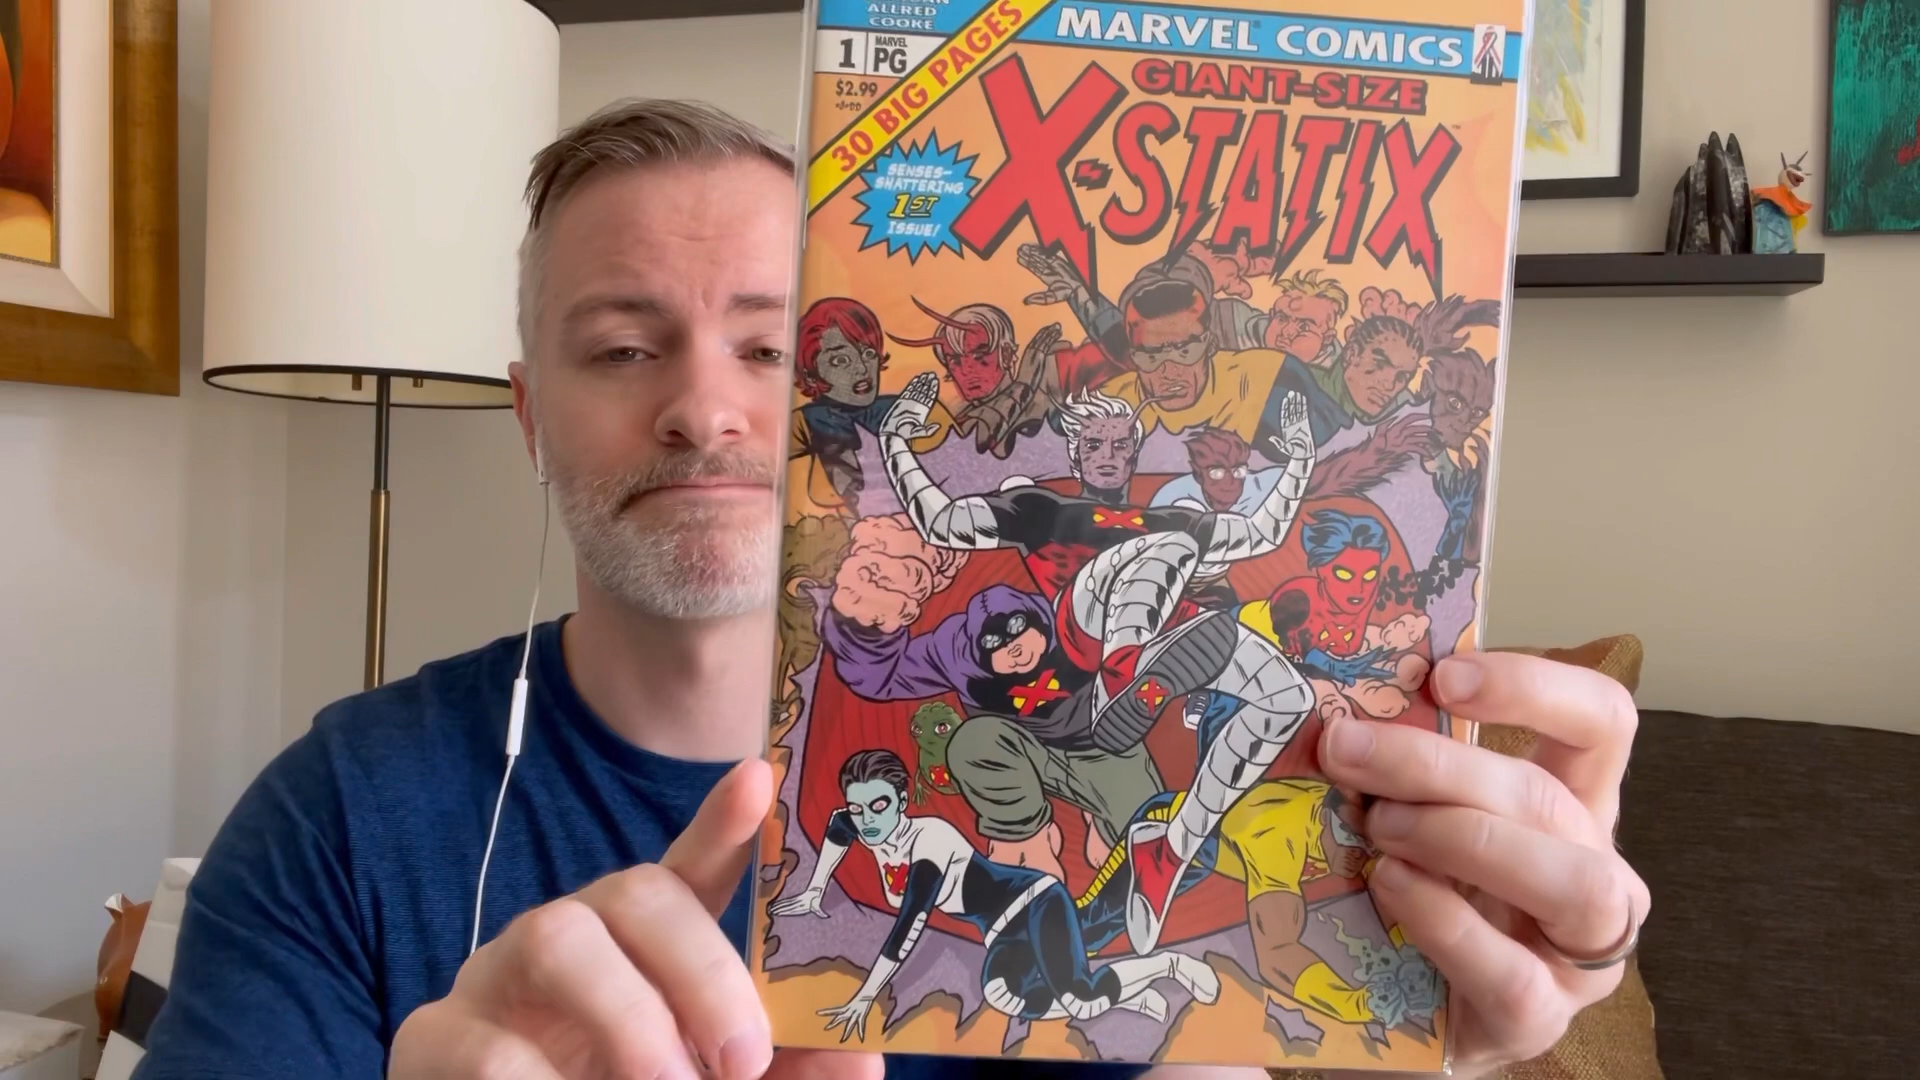 ALLRED
COOKE
1
MARVEL
PG
$2.99
30 BIG PAGES
MARVEL COMICS
GIANT-SIZE
X-STATIX
SENSES-
SHATTERING
1ST
ISSUE!